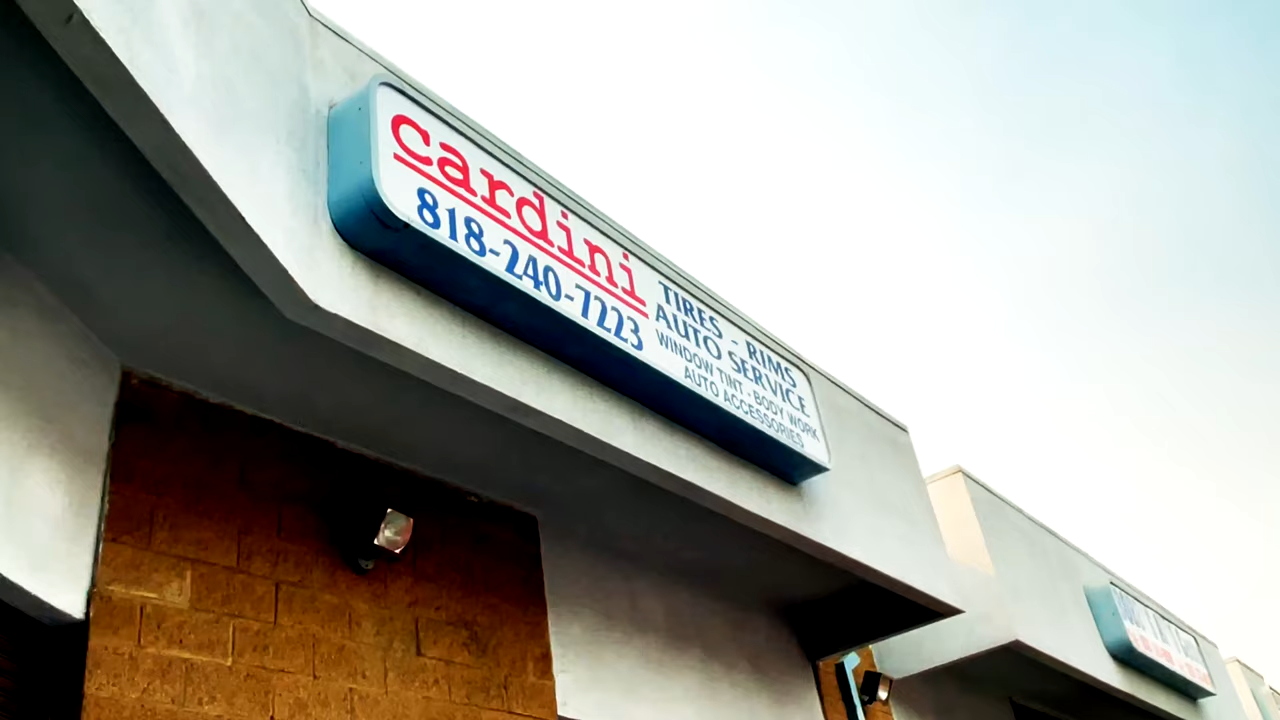 cardini
818-240-7223
TIRES - RIMS
AUTO SERVICE
WINDOW TINT - BODY WORK
AUTO ACCESSORIES